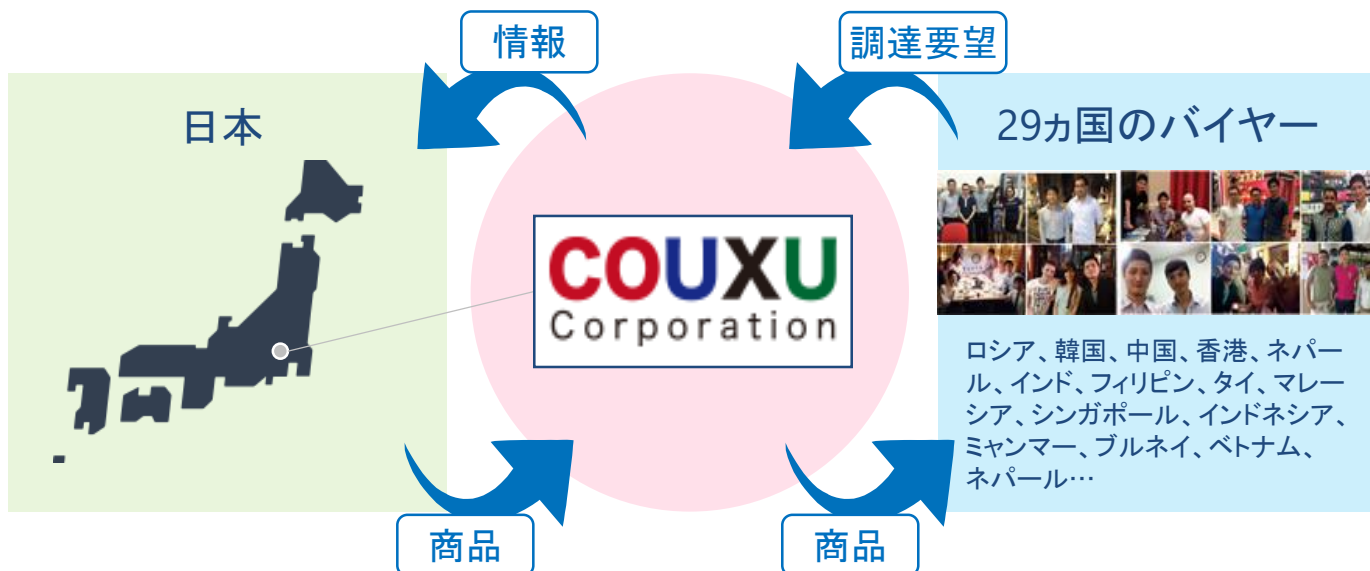 情報
調達要望
日本
29ヵ国のバイヤー
COUXU
Corporation
ロシア、韓国、中国、香港、ネパー
ル、インド、フィリピン、タイ、マレー
シア、シンガポール、インドネシア、
ミャンマー、ブルネイ、ベトナム、
ネパール…
商品
商品